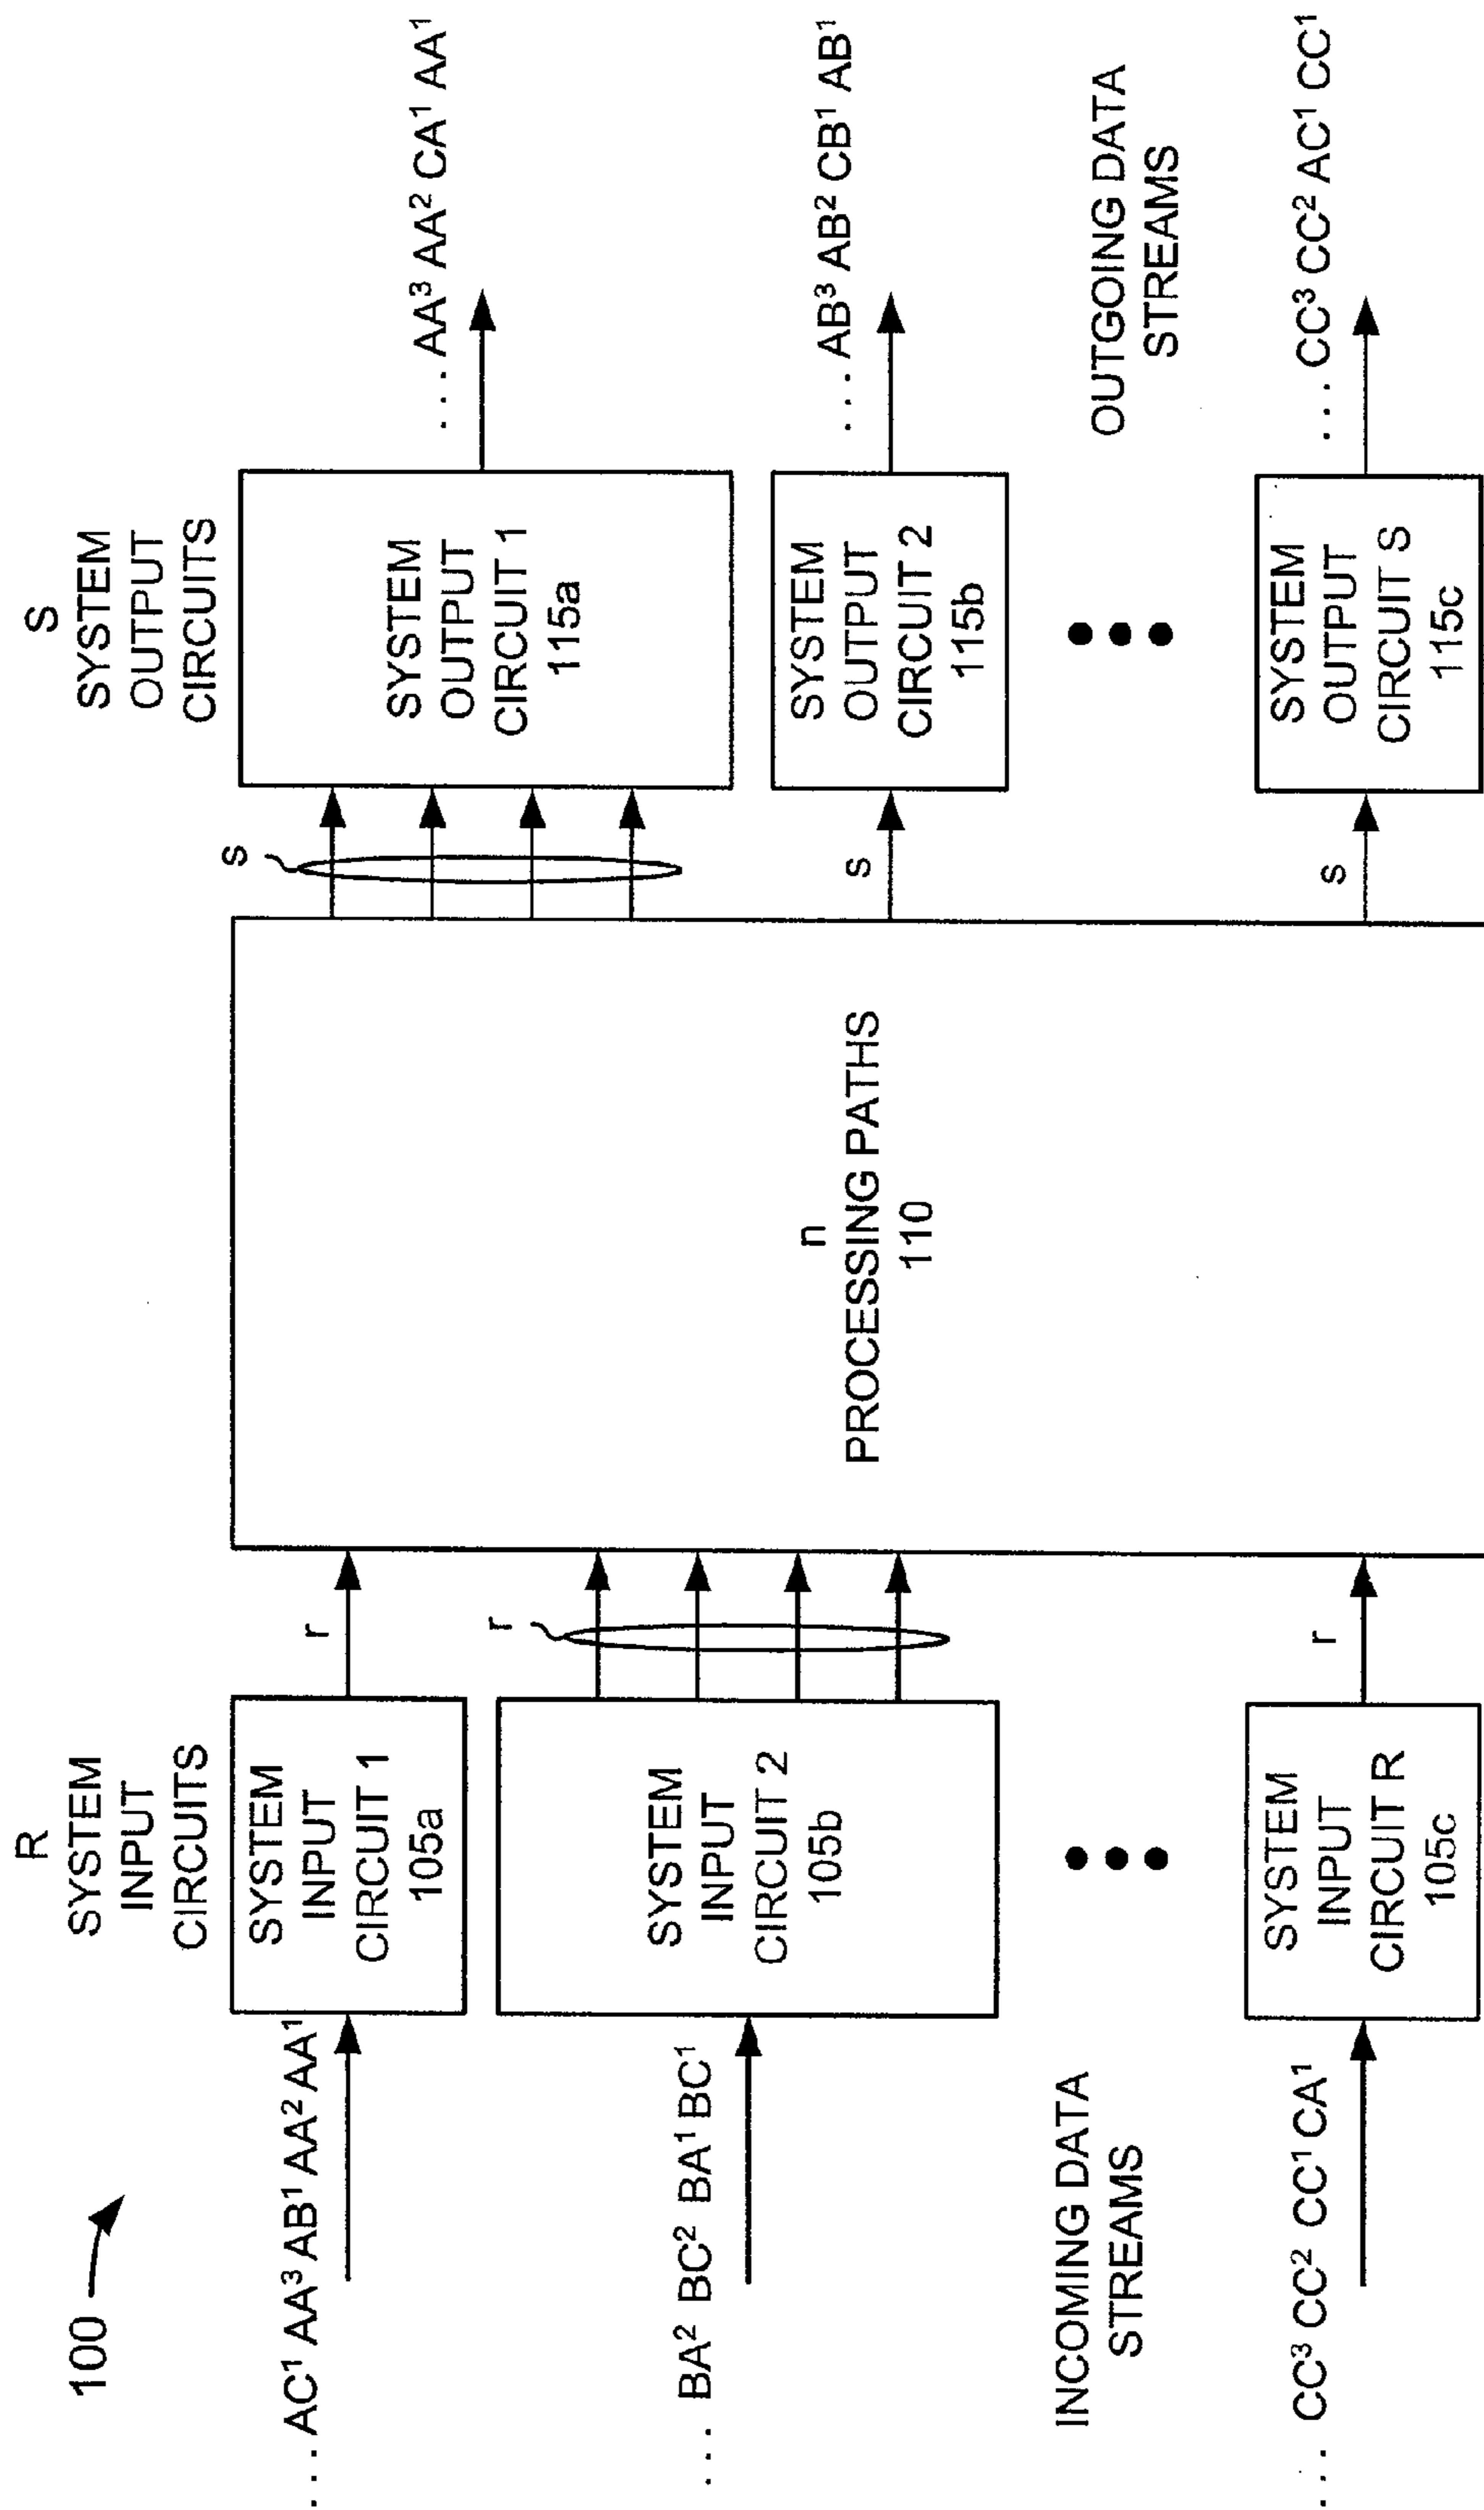 100
R
SYSTEM
INPUT
CIRCUITS
S
SYSTEM
OUTPUT
CIRCUITS
. . . AC¹ AA³ AB¹ AA² AA¹
SYSTEM
INPUT
CIRCUIT 1
105a
r
. . . BA² BC² BA¹ BC¹
SYSTEM
INPUT
CIRCUIT 2
105b
r
INCOMING DATA
STREAMS
. . . CC³ CC² CC¹ CA¹
SYSTEM
INPUT
CIRCUIT R
105c
r
n
PROCESSING PATHS
110
s
SYSTEM
OUTPUT
CIRCUIT 1
115a
. . . AA³ AA² CA¹ AA¹
s
SYSTEM
OUTPUT
CIRCUIT 2
115b
. . . AB³ AB² CB¹ AB¹
OUTGOING DATA
STREAMS
s
SYSTEM
OUTPUT
CIRCUIT S
115c
. . . CC³ CC² AC¹ CC¹